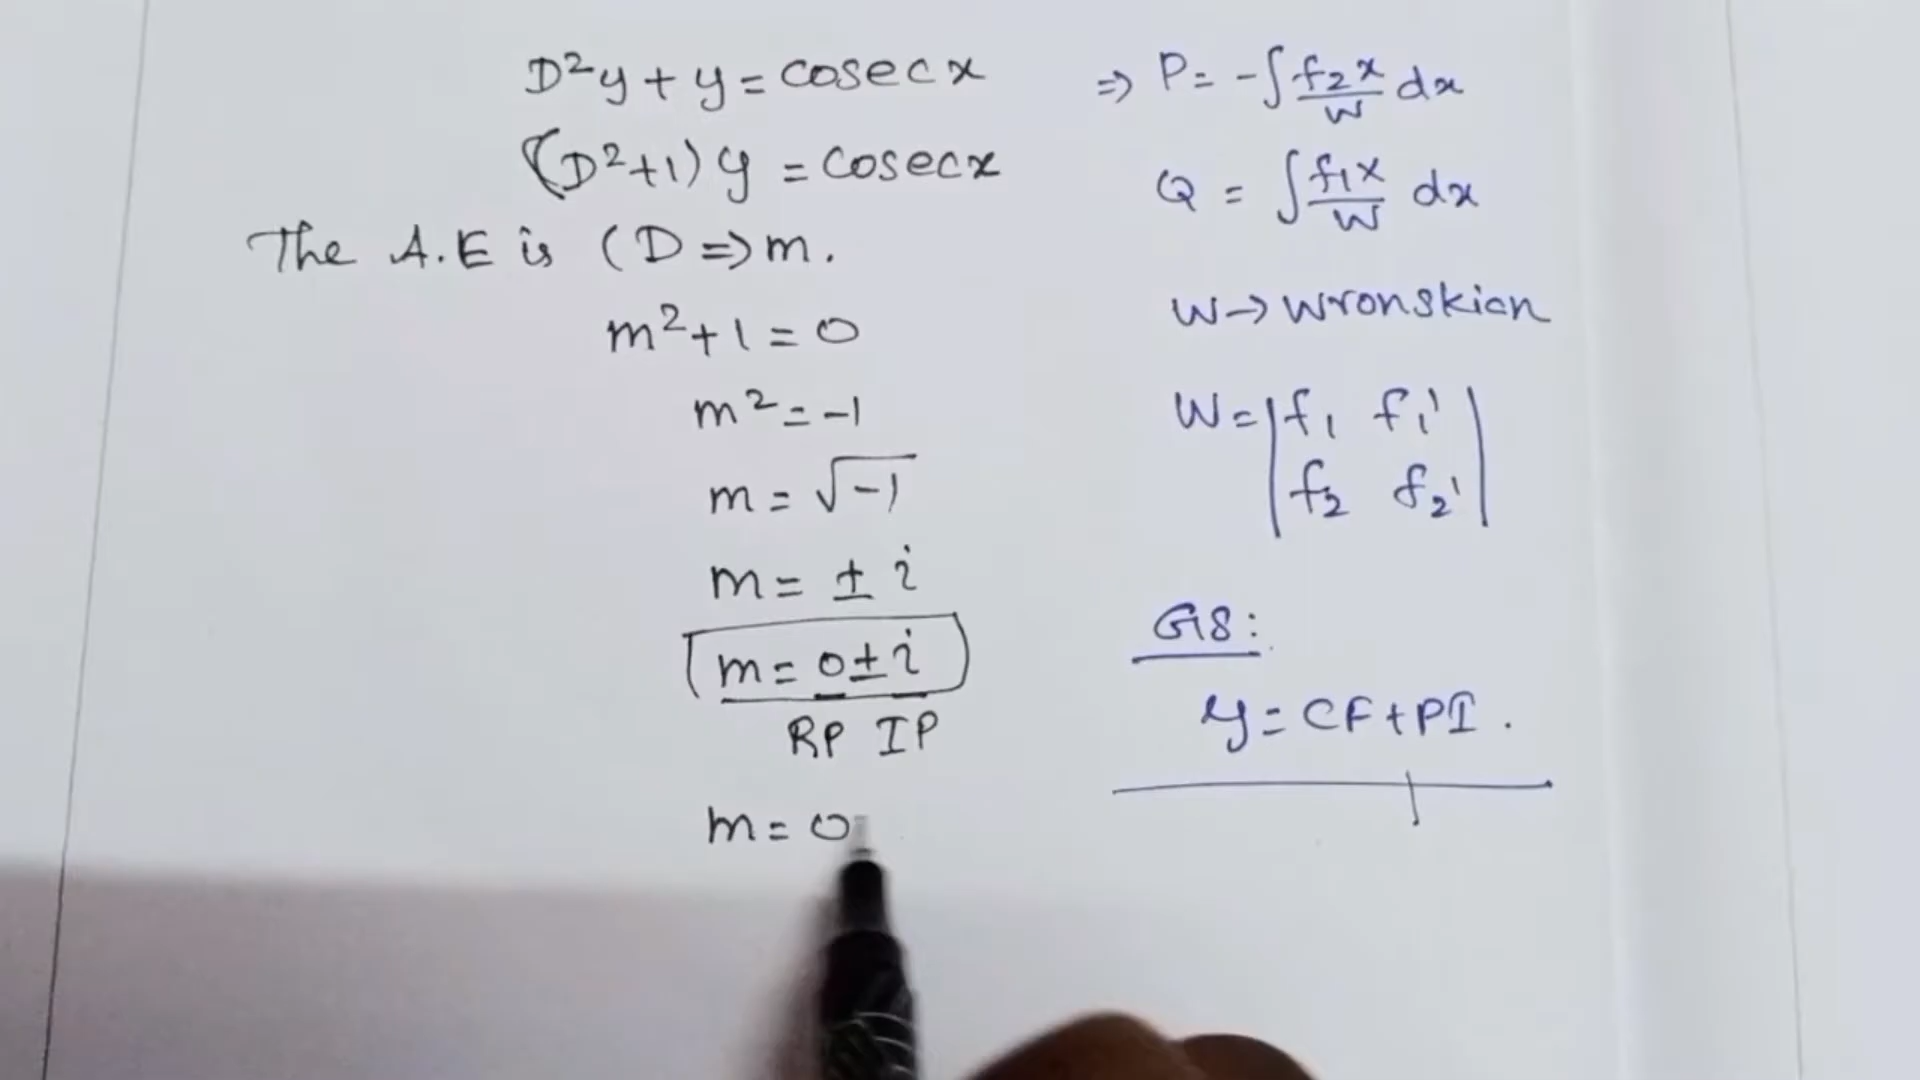 D²y + y = cosec x
(D²+1) y = cosec x
The A.E is (D => m.
m² + 1 = 0
m² = -1
m = √-1
m = ± i
m = 0 ± i
RP IP
m = 0
=> P = -∫ f₂x/W dx
Q = ∫ f₁x/W dx
W → Wronskian
W = | f₁ f₁' |
| f₂ f₂' |
GS:
y = CF + PI .